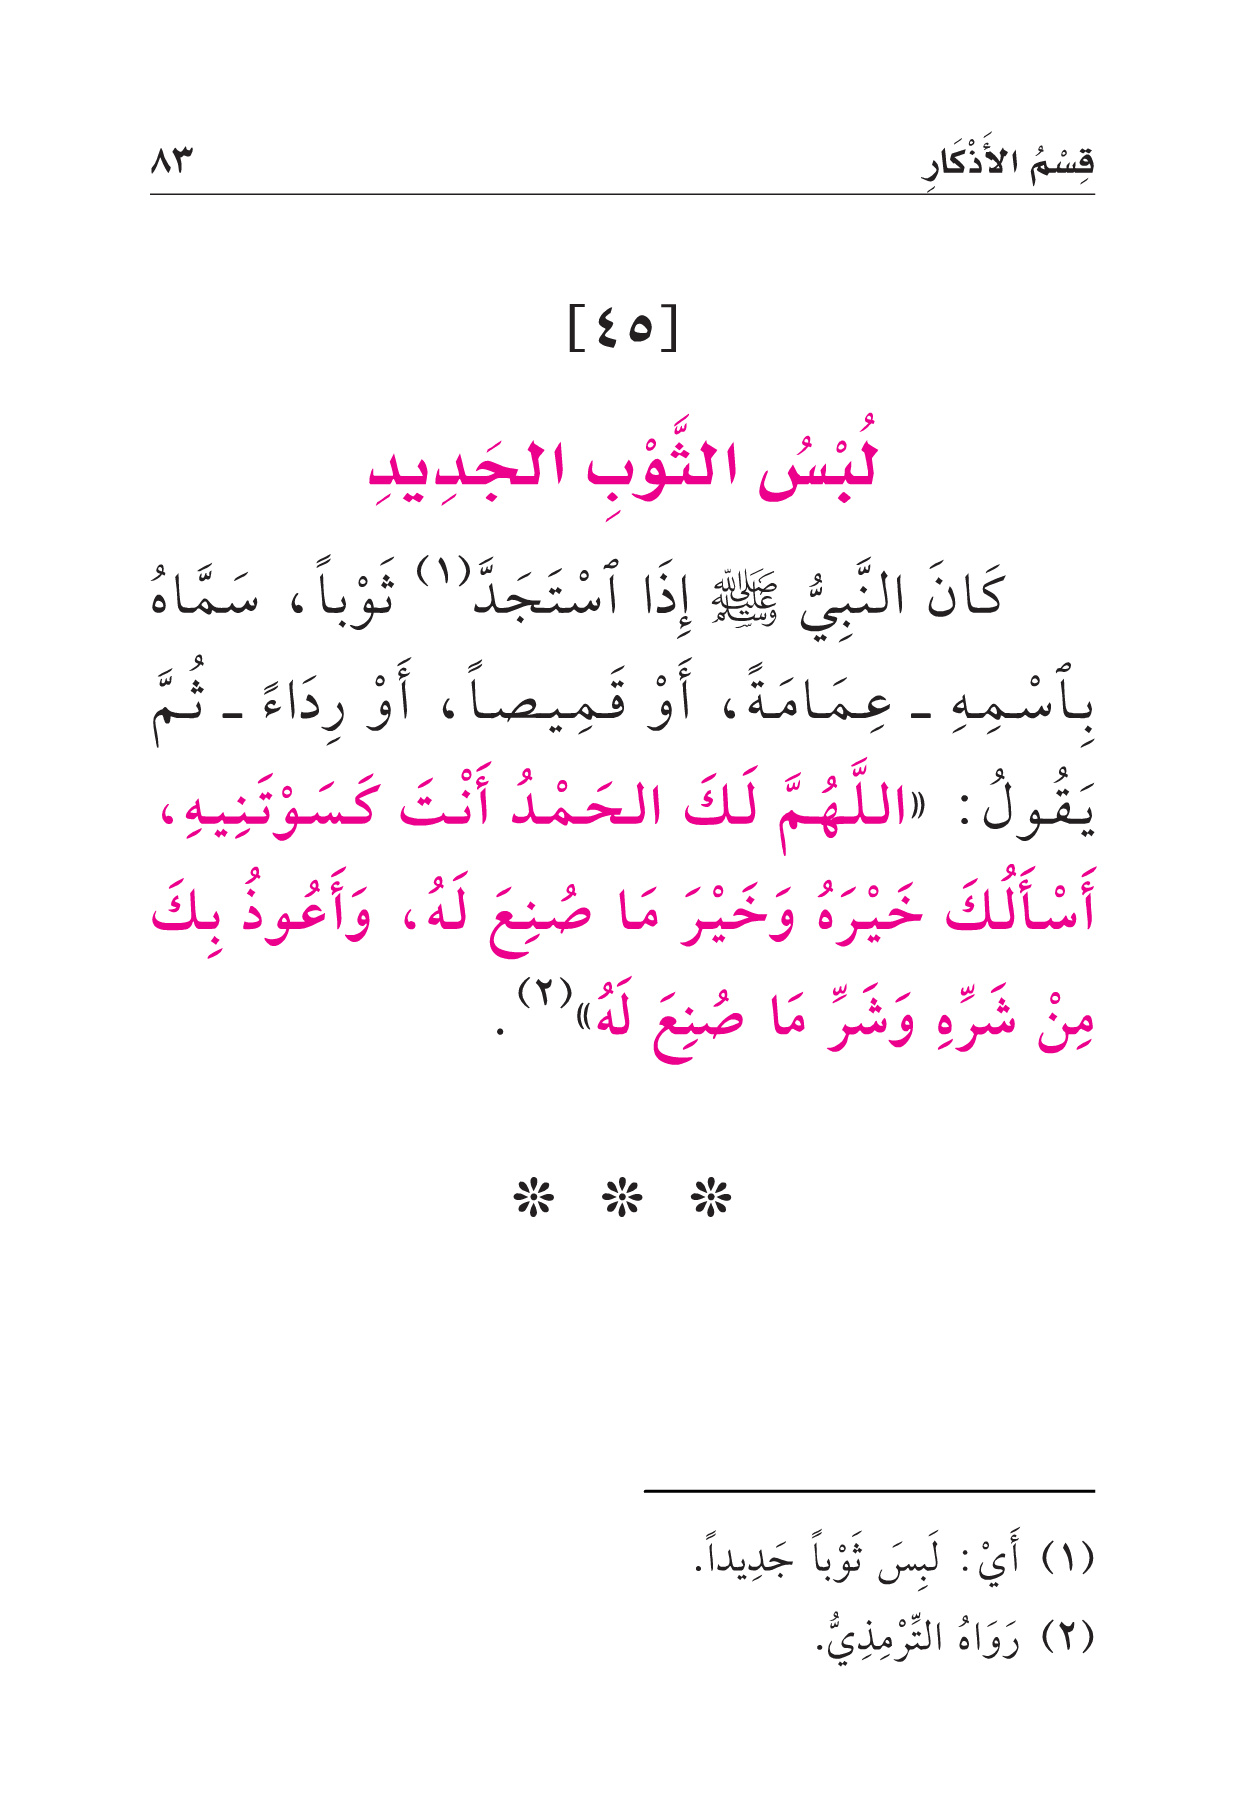 قِسْمُ الأَذْكَارِ ٨٣
[٤٥]
لُبْسُ الثَّوْبِ الجَدِيدِ
كَانَ النَّبِيُّ ﷺ إِذَا ٱسْتَجَدَّ(١) ثَوْباً، سَمَّاهُ
بِٱسْمِهِ ـ عِمَامَةً، أَوْ قَمِيصاً، أَوْ رِدَاءً ـ ثُمَّ
يَقُولُ: «اللَّهُمَّ لَكَ الحَمْدُ أَنْتَ كَسَوْتَنِيهِ،
أَسْأَلُكَ خَيْرَهُ وَخَيْرَ مَا صُنِعَ لَهُ، وَأَعُوذُ بِكَ
مِنْ شَرِّهِ وَشَرِّ مَا صُنِعَ لَهُ»(٢).
(١) أَيْ: لَبِسَ ثَوْباً جَدِيداً.
(٢) رَوَاهُ التِّرْمِذِيُّ.